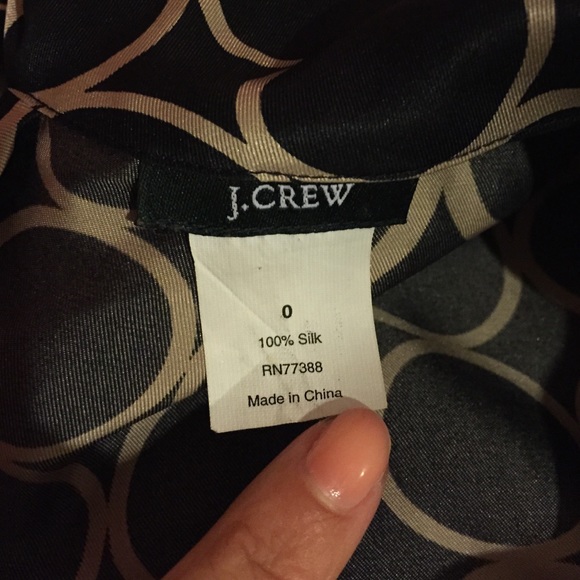 J.CREW
0
100% Silk
RN77388
Made in China